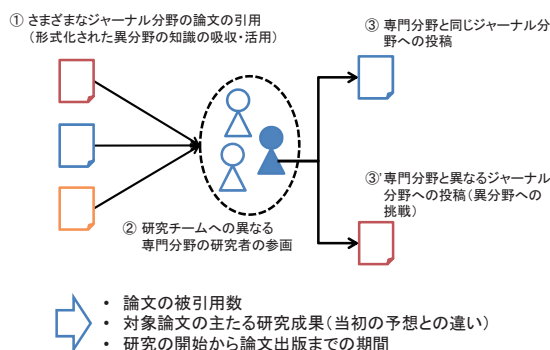 ① さまざまなジャーナル分野の論文の引用
（形式化された異分野の知識の吸収・活用）
③ 専門分野と同じジャーナル分
野への投稿
③’専門分野と異なるジャーナル
分野への投稿（異分野への
挑戦）
② 研究チームへの異なる
専門分野の研究者の参画
• 論文の被引用数
• 対象論文の主たる研究成果（当初の予想との違い）
• 研究の開始から論文出版までの期間